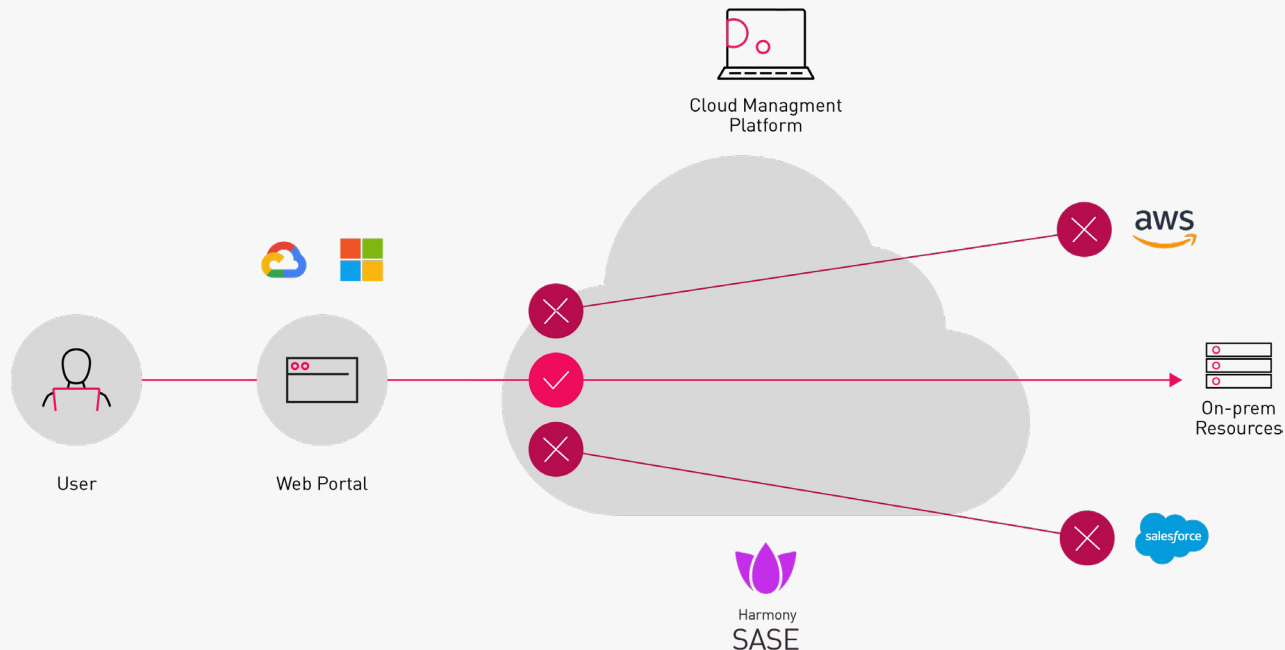 Cloud Managment
Platform
aws
On-prem
Resources
User
Web Portal
salesforce
Harmony
SASE